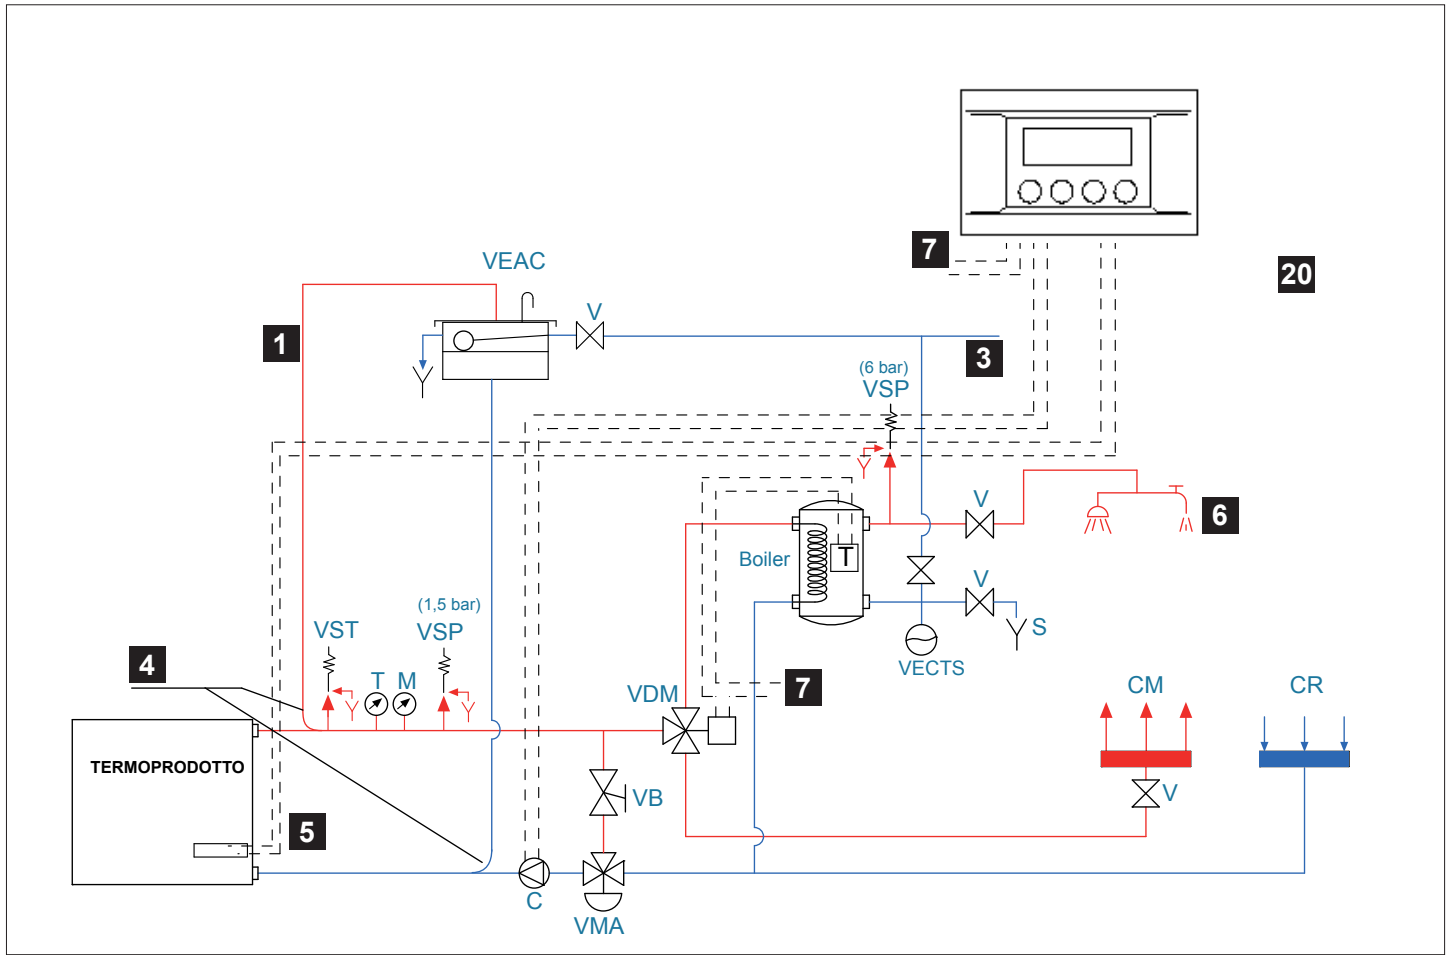 7
20
VEAC
V
1
3
(6 bar)
VSP
V
6
Boiler
T
V
S
VECTS
(1,5 bar)
VST
VSP
4
T
M
7
VDM
CM
CR
TERMOPRODOTTO
VB
V
5
C
VMA